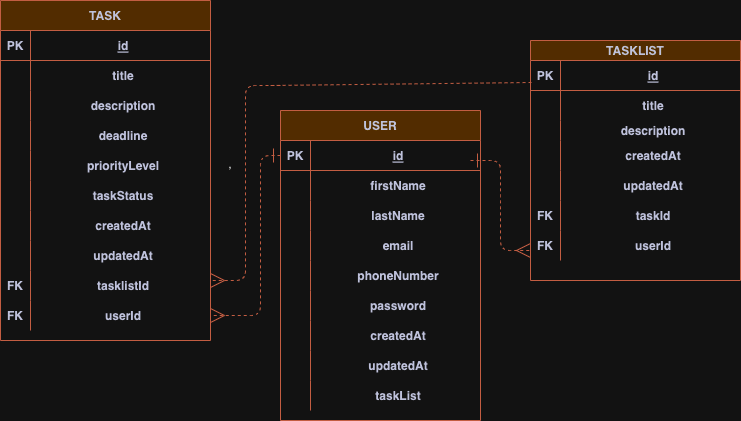 TASK
PK id
title
description
deadline
priorityLevel
taskStatus
createdAt
updatedAt
FK tasklistId
FK userId
USER
PK id
firstName
lastName
email
phoneNumber
password
createdAt
updatedAt
taskList
TASKLIST
PK id
title
description
createdAt
updatedAt
FK taskId
FK userId